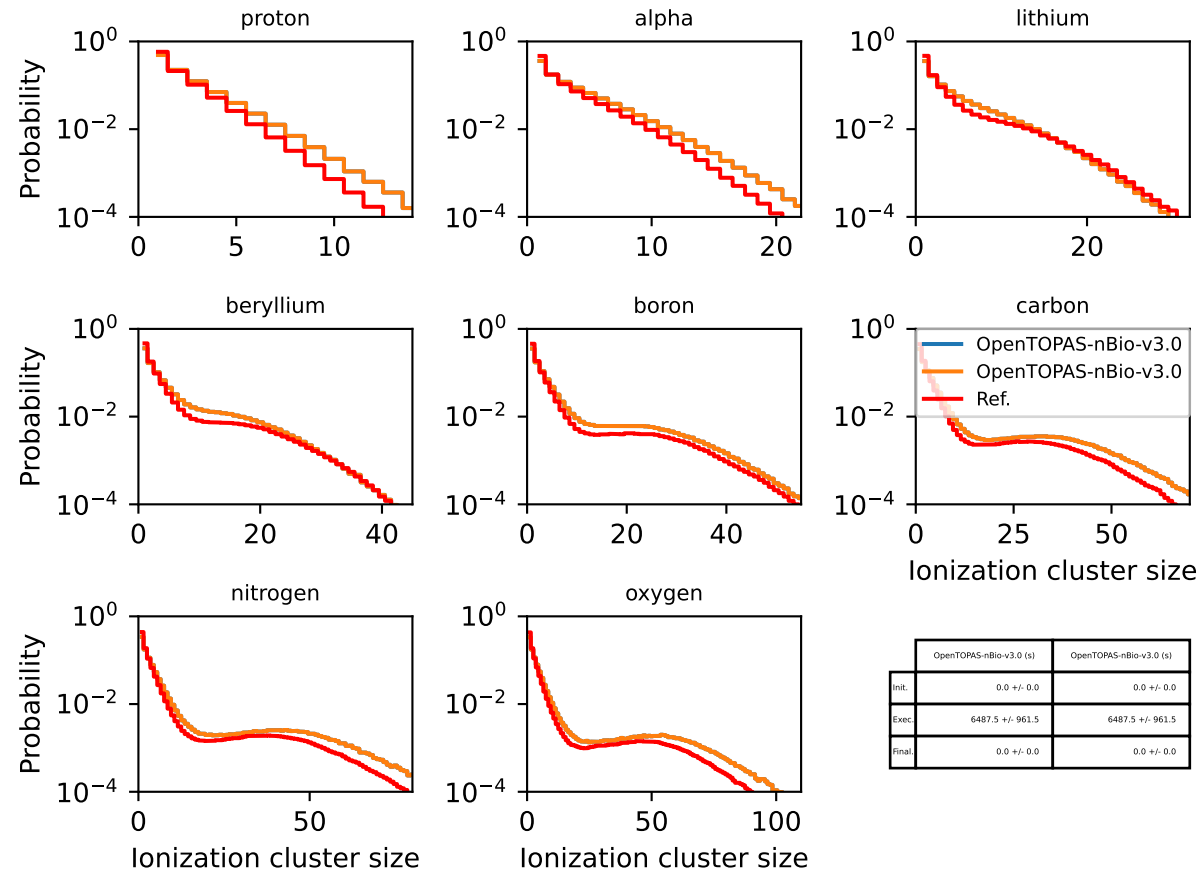 proton
alpha
lithium
Probability
10^0
10^-2
10^-4
0 5 10
0 10 20
0 20
beryllium
boron
carbon
Probability
10^0
10^-2
10^-4
OpenTOPAS-nBio-v3.0
OpenTOPAS-nBio-v3.0
Ref.
0 20 40
0 20 40
0 25 50
Ionization cluster size
nitrogen
oxygen
Probability
10^0
10^-2
10^-4
0 50
0 50 100
Ionization cluster size
Ionization cluster size
OpenTOPAS-nBio-v3.0 (s) OpenTOPAS-nBio-v3.0 (s)
Init. 0.0 +/- 0.0 0.0 +/- 0.0
Exec. 6487.5 +/- 961.5 6487.5 +/- 961.5
Final. 0.0 +/- 0.0 0.0 +/- 0.0